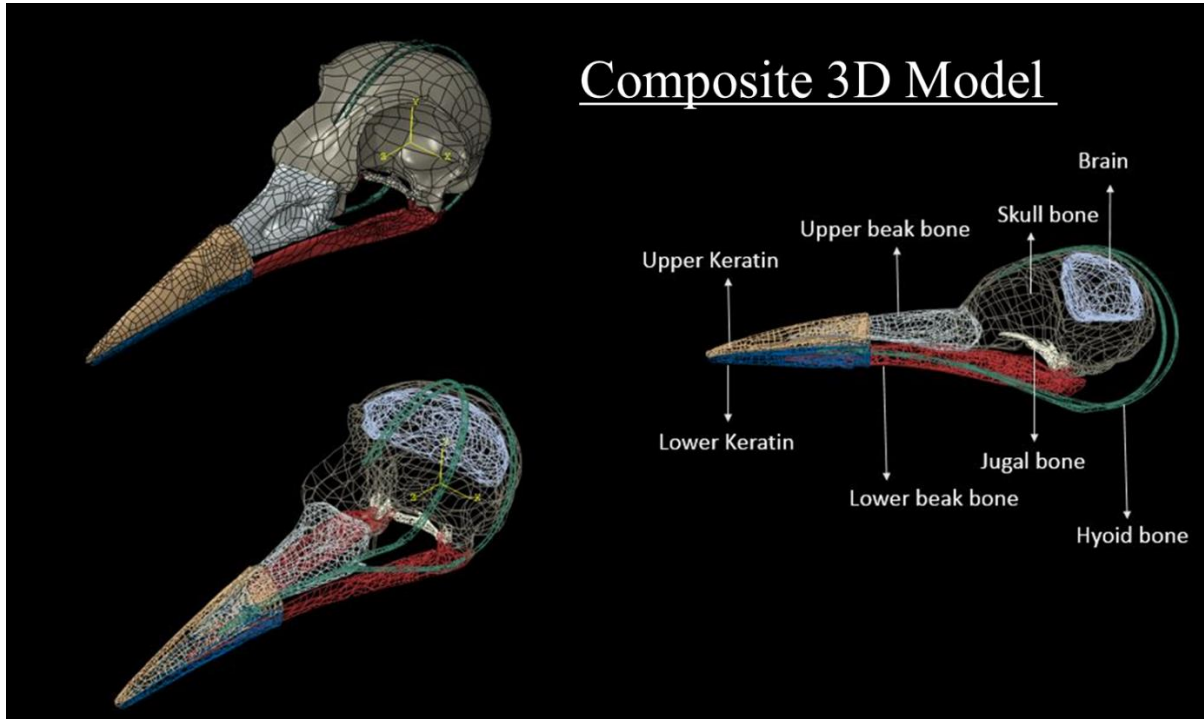 Composite 3D Model
Brain
Skull bone
Upper beak bone
Upper Keratin
Lower Keratin
Jugal bone
Lower beak bone
Hyoid bone